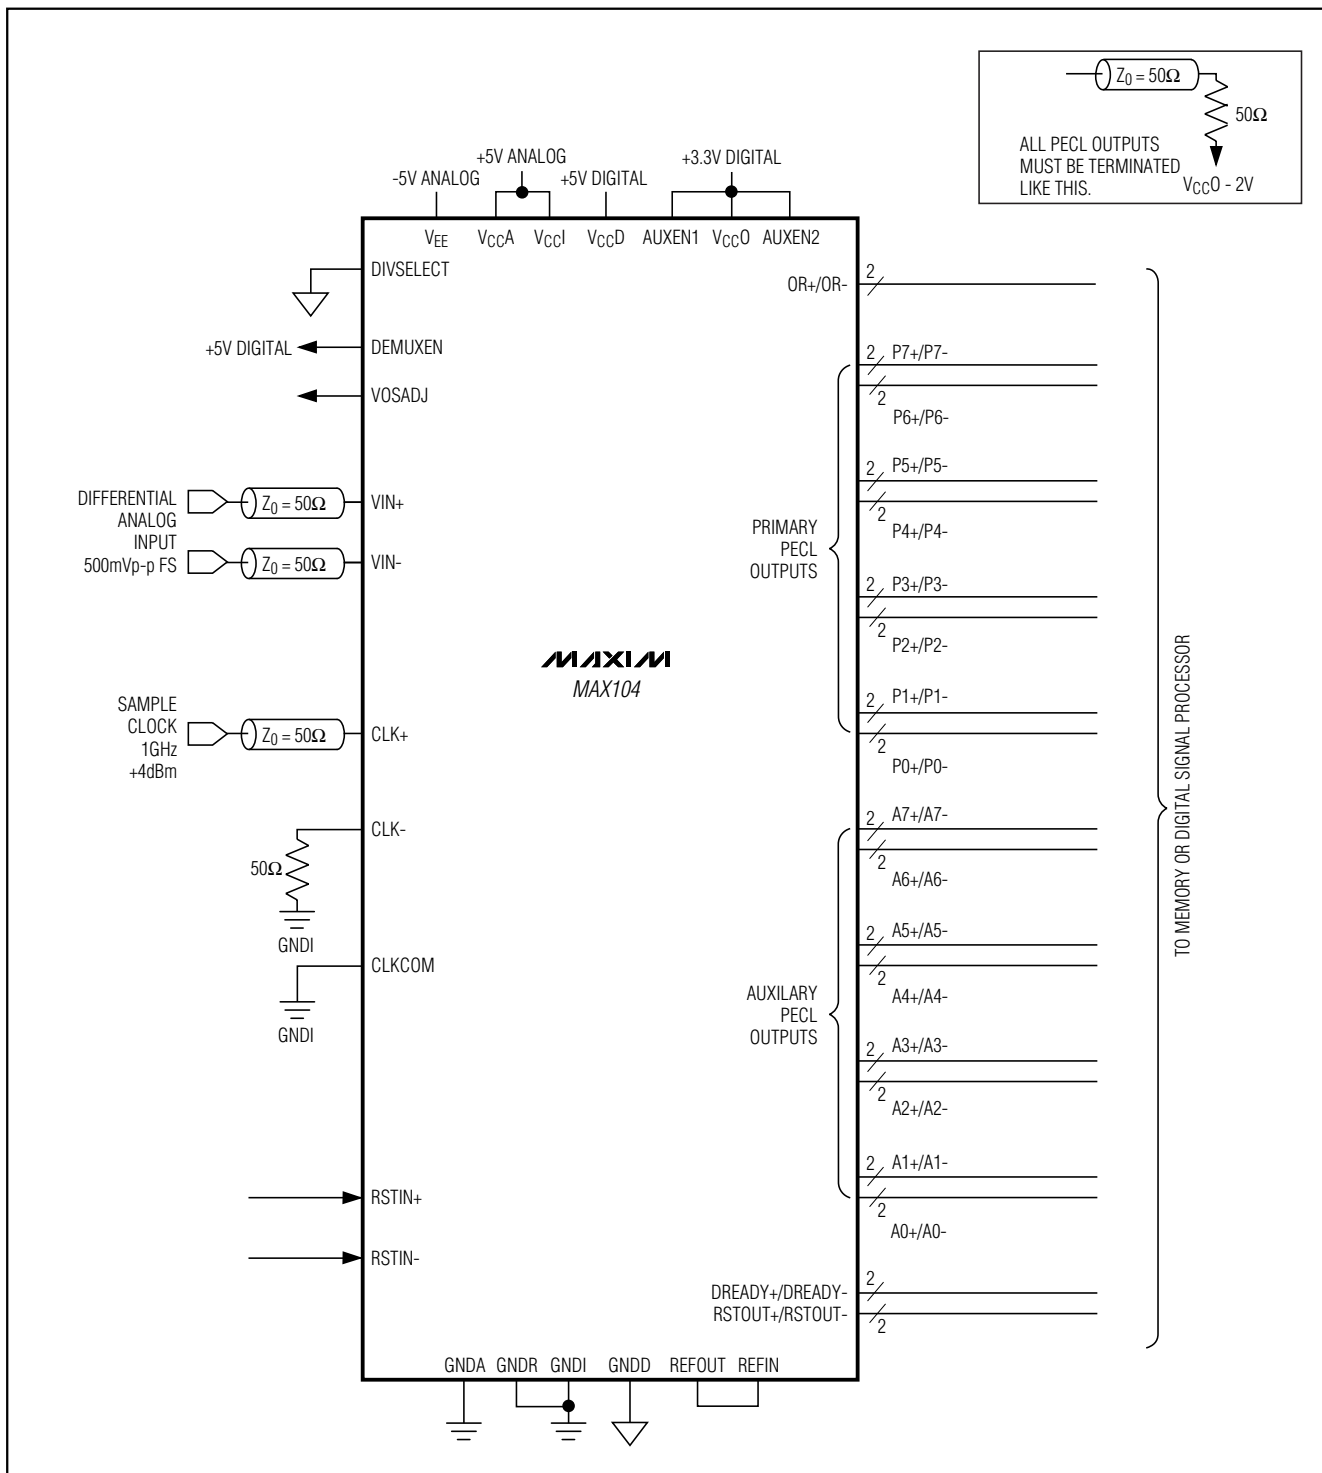 Z0 = 50Ω
50Ω
ALL PECL OUTPUTS
MUST BE TERMINATED
LIKE THIS.
VCCO - 2V
-5V ANALOG
+5V ANALOG
+5V DIGITAL
+3.3V DIGITAL
VEE
VCCA
VCCI
VCCD
AUXEN1
VCCO
AUXEN2
DIVSELECT
+5V DIGITAL
DEMUXEN
VOSADJ
DIFFERENTIAL
ANALOG
INPUT
500mVp-p FS
Z0 = 50Ω
VIN+
Z0 = 50Ω
VIN-
SAMPLE
CLOCK
1GHz
+4dBm
Z0 = 50Ω
CLK+
CLK-
50Ω
GNDI
CLKCOM
GNDI
RSTIN+
RSTIN-
MAXIM
MAX104
OR+/OR-
2
PRIMARY
PECL
OUTPUTS
2 P7+/P7-
2
P6+/P6-
2 P5+/P5-
2
P4+/P4-
2 P3+/P3-
2
P2+/P2-
2 P1+/P1-
2
P0+/P0-
AUXILARY
PECL
OUTPUTS
2 A7+/A7-
2
A6+/A6-
2 A5+/A5-
2
A4+/A4-
2 A3+/A3-
2
A2+/A2-
2 A1+/A1-
2
A0+/A0-
DREADY+/DREADY-
2
RSTOUT+/RSTOUT-
2
TO MEMORY OR DIGITAL SIGNAL PROCESSOR
GNDA
GNDR
GNDI
GNDD
REFOUT
REFIN